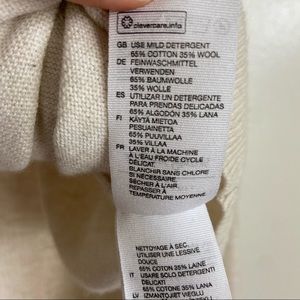 clevercare.info
GB USE MILD DETERGENT
65% COTTON 35% WOOL
DE FEINWASCHMITTEL
VERWENDEN
65% BAUMWOLLE
35% WOLLE
ES UTILIZAR UN DETERGENTE
PARA PRENDAS DELICADAS
65% ALGODÓN 35% LANA
FI KÄYTÄ MIETOA
PESUAINETTA
65% PUUVILLAA
35% VILLAA
FR LAVER À LA MACHINE
À L'EAU FROIDE CYCLE
DÉLICAT.
BLANCHIR SANS CHLORE
SI NÉCESSAIRE.
SÉCHER À L'AIR.
REPASSER À
TEMPÉRATURE MOYENNE
NETTOYAGE À SEC.
UTILISER UNE LESSIVE
DOUCE
65% COTON 35% LAINE
IT USARE SOLO DETERGENTI
DELICATI
65% COTONE 35% LANA
LV IZMANTOJIET VIEGLU